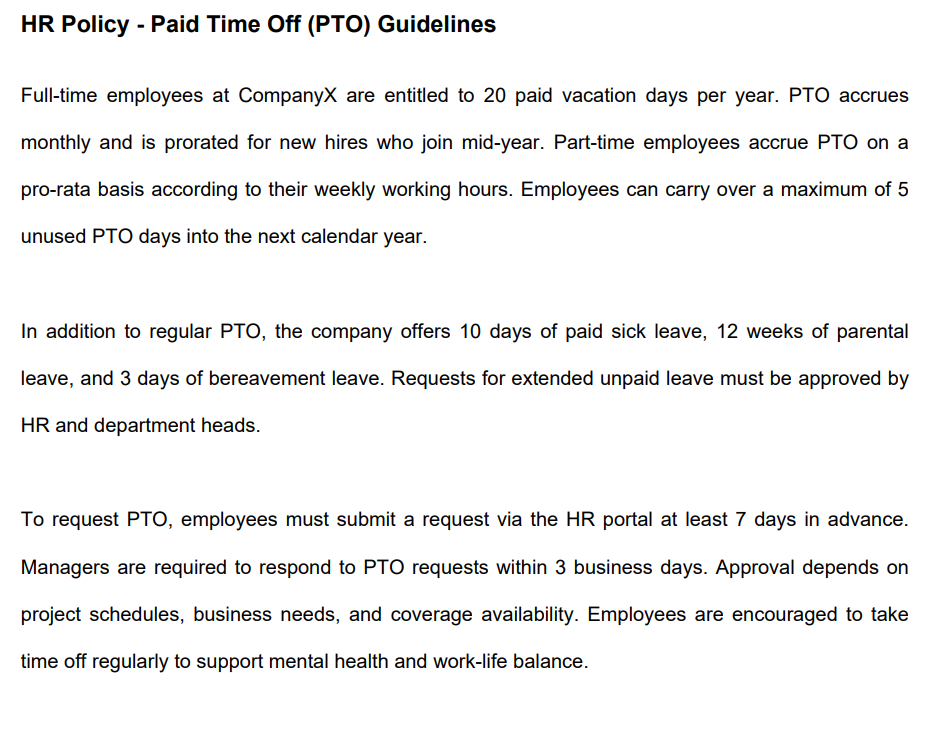 HR Policy - Paid Time Off (PTO) Guidelines
Full-time employees at CompanyX are entitled to 20 paid vacation days per year. PTO accrues
monthly and is prorated for new hires who join mid-year. Part-time employees accrue PTO on a
pro-rata basis according to their weekly working hours. Employees can carry over a maximum of 5
unused PTO days into the next calendar year.
In addition to regular PTO, the company offers 10 days of paid sick leave, 12 weeks of parental
leave, and 3 days of bereavement leave. Requests for extended unpaid leave must be approved by
HR and department heads.
To request PTO, employees must submit a request via the HR portal at least 7 days in advance.
Managers are required to respond to PTO requests within 3 business days. Approval depends on
project schedules, business needs, and coverage availability. Employees are encouraged to take
time off regularly to support mental health and work-life balance.